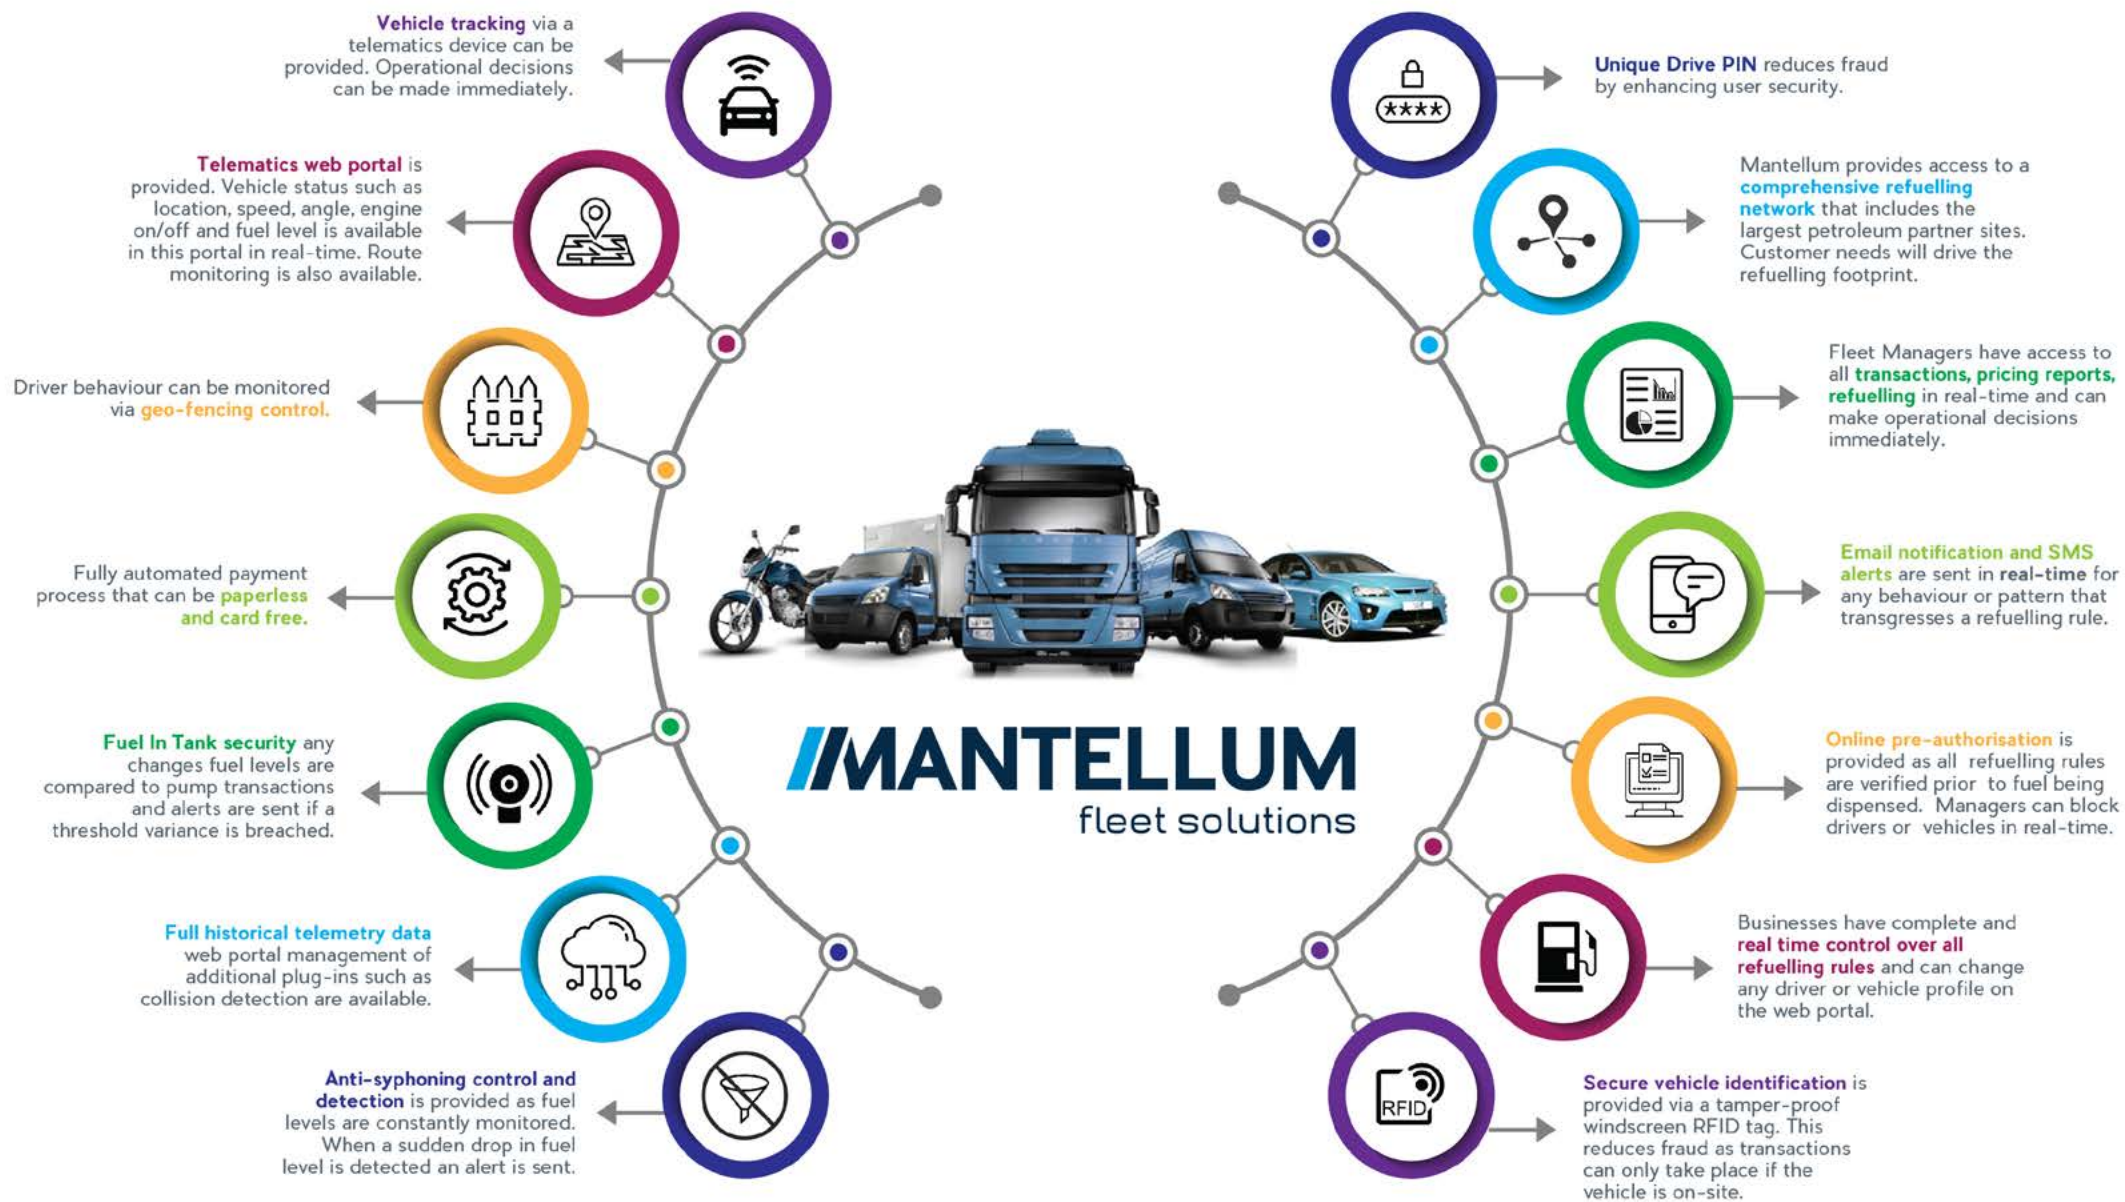 Vehicle tracking via a
telematics device can be
provided. Operational decisions
can be made immediately.
Telematics web portal is
provided. Vehicle status such as
location, speed, angle, engine
on/off and fuel level is available
in this portal in real-time. Route
monitoring is also available.
Driver behaviour can be monitored
via geo-fencing control.
Fully automated payment
process that can be paperless
and card free.
Fuel In Tank security any
changes fuel levels are
compared to pump transactions
and alerts are sent if a
threshold variance is breached.
Full historical telemetry data
web portal management of
additional plug-ins such as
collision detection are available.
Anti-syphoning control and
detection is provided as fuel
levels are constantly monitored.
When a sudden drop in fuel
level is detected an alert is sent.
MANTELLUM
fleet solutions
****
Unique Drive PIN reduces fraud
by enhancing user security.
Mantellum provides access to a
comprehensive refuelling
network that includes the
largest petroleum partner sites.
Customer needs will drive the
refuelling footprint.
Fleet Managers have access to
all transactions, pricing reports,
refuelling in real-time and can
make operational decisions
immediately.
Email notification and SMS
alerts are sent in real-time for
any behaviour or pattern that
transgresses a refuelling rule.
Online pre-authorisation is
provided as all refuelling rules
are verified prior to fuel being
dispensed. Managers can block
drivers or vehicles in real-time.
Businesses have complete and
real time control over all
refuelling rules and can change
any driver or vehicle profile on
the web portal.
RFID
Secure vehicle identification is
provided via a tamper-proof
windscreen RFID tag. This
reduces fraud as transactions
can only take place if the
vehicle is on-site.